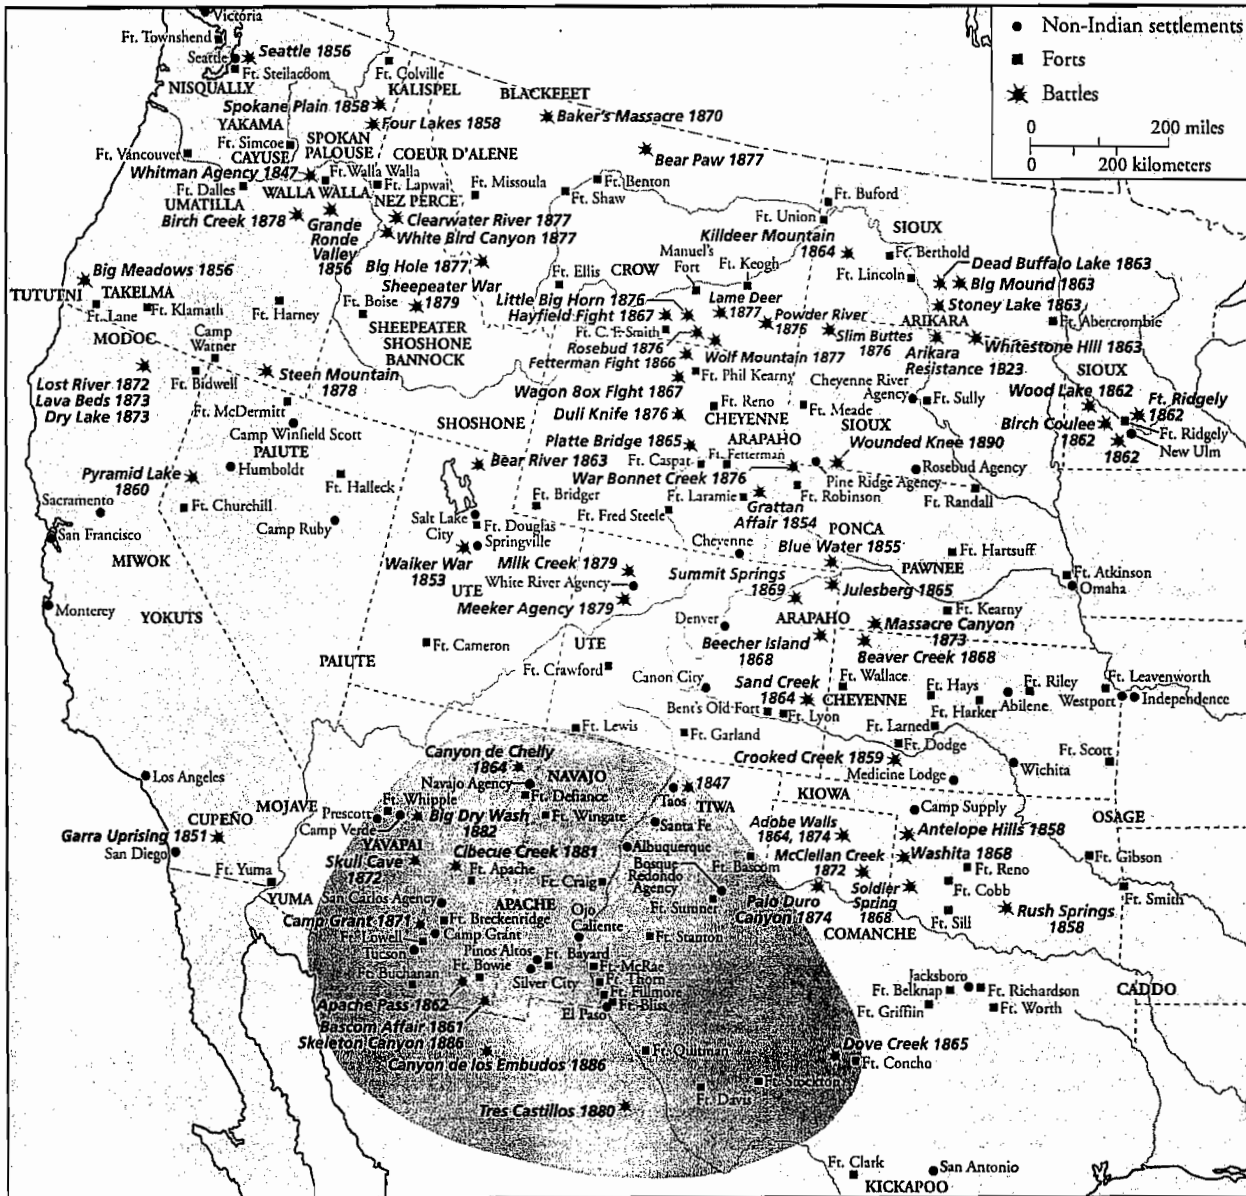 Non-Indian settlements
Forts
Battles
0 200 miles
0 200 kilometers
Victoria
Ft. Townshend
Seattle
Seattle 1856
Ft. Steilacoom
NISQUALLY
Ft. Colville
KALISPEL
Spokane Plain 1858
BLACKFEET
Baker's Massacre 1870
YAKAMA
Four Lakes 1858
Ft. Simcoe
SPOKAN
PALOUSE
COEUR D'ALENE
Bear Paw 1877
Ft. Vancouver
CAYUSE
Whitman Agency 1847
Ft. Walla Walla
Ft. Dalles
WALLA WALLA
Ft. Lapwai
Ft. Missoula
Ft. Benton
Ft. Shaw
UMATILLA
NEZ PERCE
Birch Creek 1878
Grande
Ronde
Valley
1856
Clearwater River 1877
White Bird Canyon 1877
Ft. Buford
Ft. Union
SIOUX
Killdeer Mountain
1864
Ft. Berthold
Big Meadows 1856
Big Hole 1877
Sheepeater War
1879
Ft. Ellis
CROW
Manuel's
Fort
Ft. Keogh
Ft. Lincoln
Dead Buffalo Lake 1863
Big Mound 1863
Stoney Lake 1863
TUTUTNI
TAKELMA
Ft. Lane
Ft. Klamath
Ft. Harney
Ft. Boise
Little Big Horn 1876
Hayfield Fight 1867
Lame Deer
1877
Powder River
1876
Ft. C. F. Smith
Rosebud 1876
Fetterman Fight 1866
Wolf Mountain 1877
Slim Buttes
1876
ARIKARA
Arikara
Resistance 1823
Ft. Abercrombie
Whitestone Hill 1863
MODOC
Camp
Warner
SHEEPEATER
SHOSHONE
BANNOCK
Lost River 1872
Lava Beds 1873
Dry Lake 1873
Ft. Bidwell
Steen Mountain
1878
Ft. Phil Kearny
Wagon Box Fight 1867
Cheyenne River
Agency
Ft. Sully
SIOUX
Wood Lake 1862
Ft. Ridgely
1862
Ft. McDermitt
Camp Winfield Scott
SHOSHONE
Dull Knife 1876
Ft. Reno
CHEYENNE
Ft. Meade
SIOUX
Birch Coulee
1862
Ft. Ridgely
New Ulm
1862
PAIUTE
Humboldt
Platte Bridge 1865
ARAPAHO
Wounded Knee 1890
Pyramid Lake
1860
Ft. Halleck
Bear River 1863
Ft. Caspar
Ft. Fetterman
War Bonnet Creek 1876
Pine Ridge Agency
Rosebud Agency
Sacramento
Ft. Churchill
Camp Ruby
Ft. Bridger
Ft. Laramie
Ft. Robinson
Ft. Randall
San Francisco
Salt Lake
City
Ft. Douglas
Springville
Ft. Fred Steele
Grattan
Affair 1854
PONCA
MIWOK
Walker War
1853
Milk Creek 1879
Cheyenne
Blue Water 1855
Ft. Hartsuff
PAWNEE
White River Agency
UTE
Meeker Agency 1879
Summit Springs
1869
Julesberg 1865
Ft. Atkinson
Omaha
Monterey
YOKUTS
Denver
ARAPAHO
Ft. Kearny
Massacre Canyon
1873
Ft. Cameron
UTE
Beecher Island
1868
Beaver Creek 1868
PAIUTE
Ft. Crawford
Canon City
Sand Creek
1864
Ft. Wallace
CHEYENNE
Ft. Hays
Ft. Harker
Abilene
Ft. Riley
Ft. Leavenworth
Westport
Independence
Bent's Old Fort
Ft. Lyon
Ft. Lewis
Ft. Garland
Ft. Larned
Ft. Dodge
Ft. Scott
Canyon de Chelly
1864
Crooked Creek 1859
Wichita
Los Angeles
Navajo Agency
NAVAJO
Ft. Defiance
1847
Taos
TIWA
Medicine Lodge
KIOWA
MOJAVE
Ft. Whipple
Prescott
Camp Verde
Big Dry Wash
1882
Ft. Wingate
Santa Fe
Camp Supply
OSAGE
CUPEÑO
Garra Uprising 1851
San Diego
YAVAPAI
Skull Cave
1872
Cibecue Creek 1881
Ft. Apache
Albuquerque
Bosque
Redondo
Agency
Adobe Walls
1864, 1874
Antelope Hills 1858
Washita 1868
McClellan Creek
1872
Ft. Bascom
Ft. Reno
Ft. Gibson
Ft. Yuma
YUMA
San Carlos Agency
APACHE
Ft. Craig
Ft. Sumner
Palo Duro
Canyon 1874
Soldier
Spring
1868
Ft. Cobb
Ft. Sill
Rush Springs
1858
Ft. Smith
Camp Grant 1871
Ft. Breckenridge
Camp Grant
Ojo
Caliente
Ft. Lowell
Tucson
Pinos Altos
Ft. Bayard
Ft. Stanton
COMANCHE
Ft. Buchanan
Ft. Bowie
Silver City
Ft. McRae
Ft. Thorn
Ft. Fillmore
Ft. Bliss
El Paso
Jacksboro
Ft. Belknap
Ft. Richardson
Ft. Griffin
Ft. Worth
CADDO
Apache Pass 1862
Bascom Affair 1861
Skeleton Canyon 1886
Canyon de los Embudos 1886
Ft. Quitman
Dove Creek 1865
Ft. Concho
Tres Castillos 1880
Ft. Davis
Ft. Stockton
Ft. Clark
San Antonio
KICKAPOO